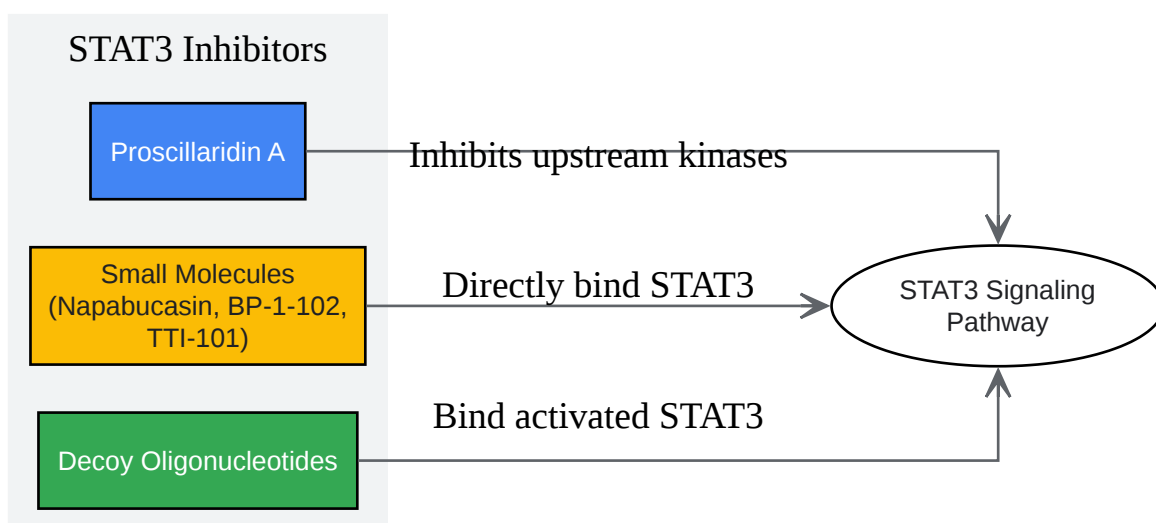 STAT3 Inhibitors
Proscillaridin A
Inhibits upstream kinases
Small Molecules
(Napabucasin, BP-1-102,
TTI-101)
Directly bind STAT3
STAT3 Signaling
Pathway
Bind activated STAT3
Decoy Oligonucleotides